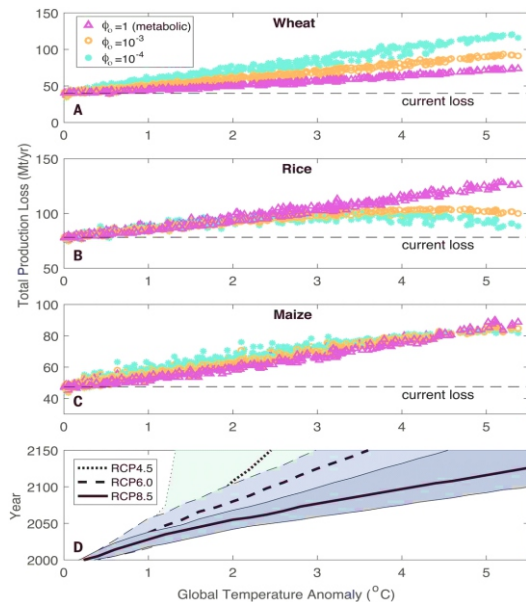 Wheat
150
100
50
0
△ ϕ₀=1 (metabolic)
○ ϕ₀=10⁻³
● ϕ₀=10⁻⁴
A
current loss
0 1 2 3 4 5
Total Production Loss (Mt/yr)
Rice
150
100
50
B
current loss
0 1 2 3 4 5
Maize
100
80
60
40
C
current loss
0 1 2 3 4 5
2150
2100
2050
2000
Year
RCP4.5
RCP6.0
RCP8.5
D
0 1 2 3 4 5
Global Temperature Anomaly (°C)